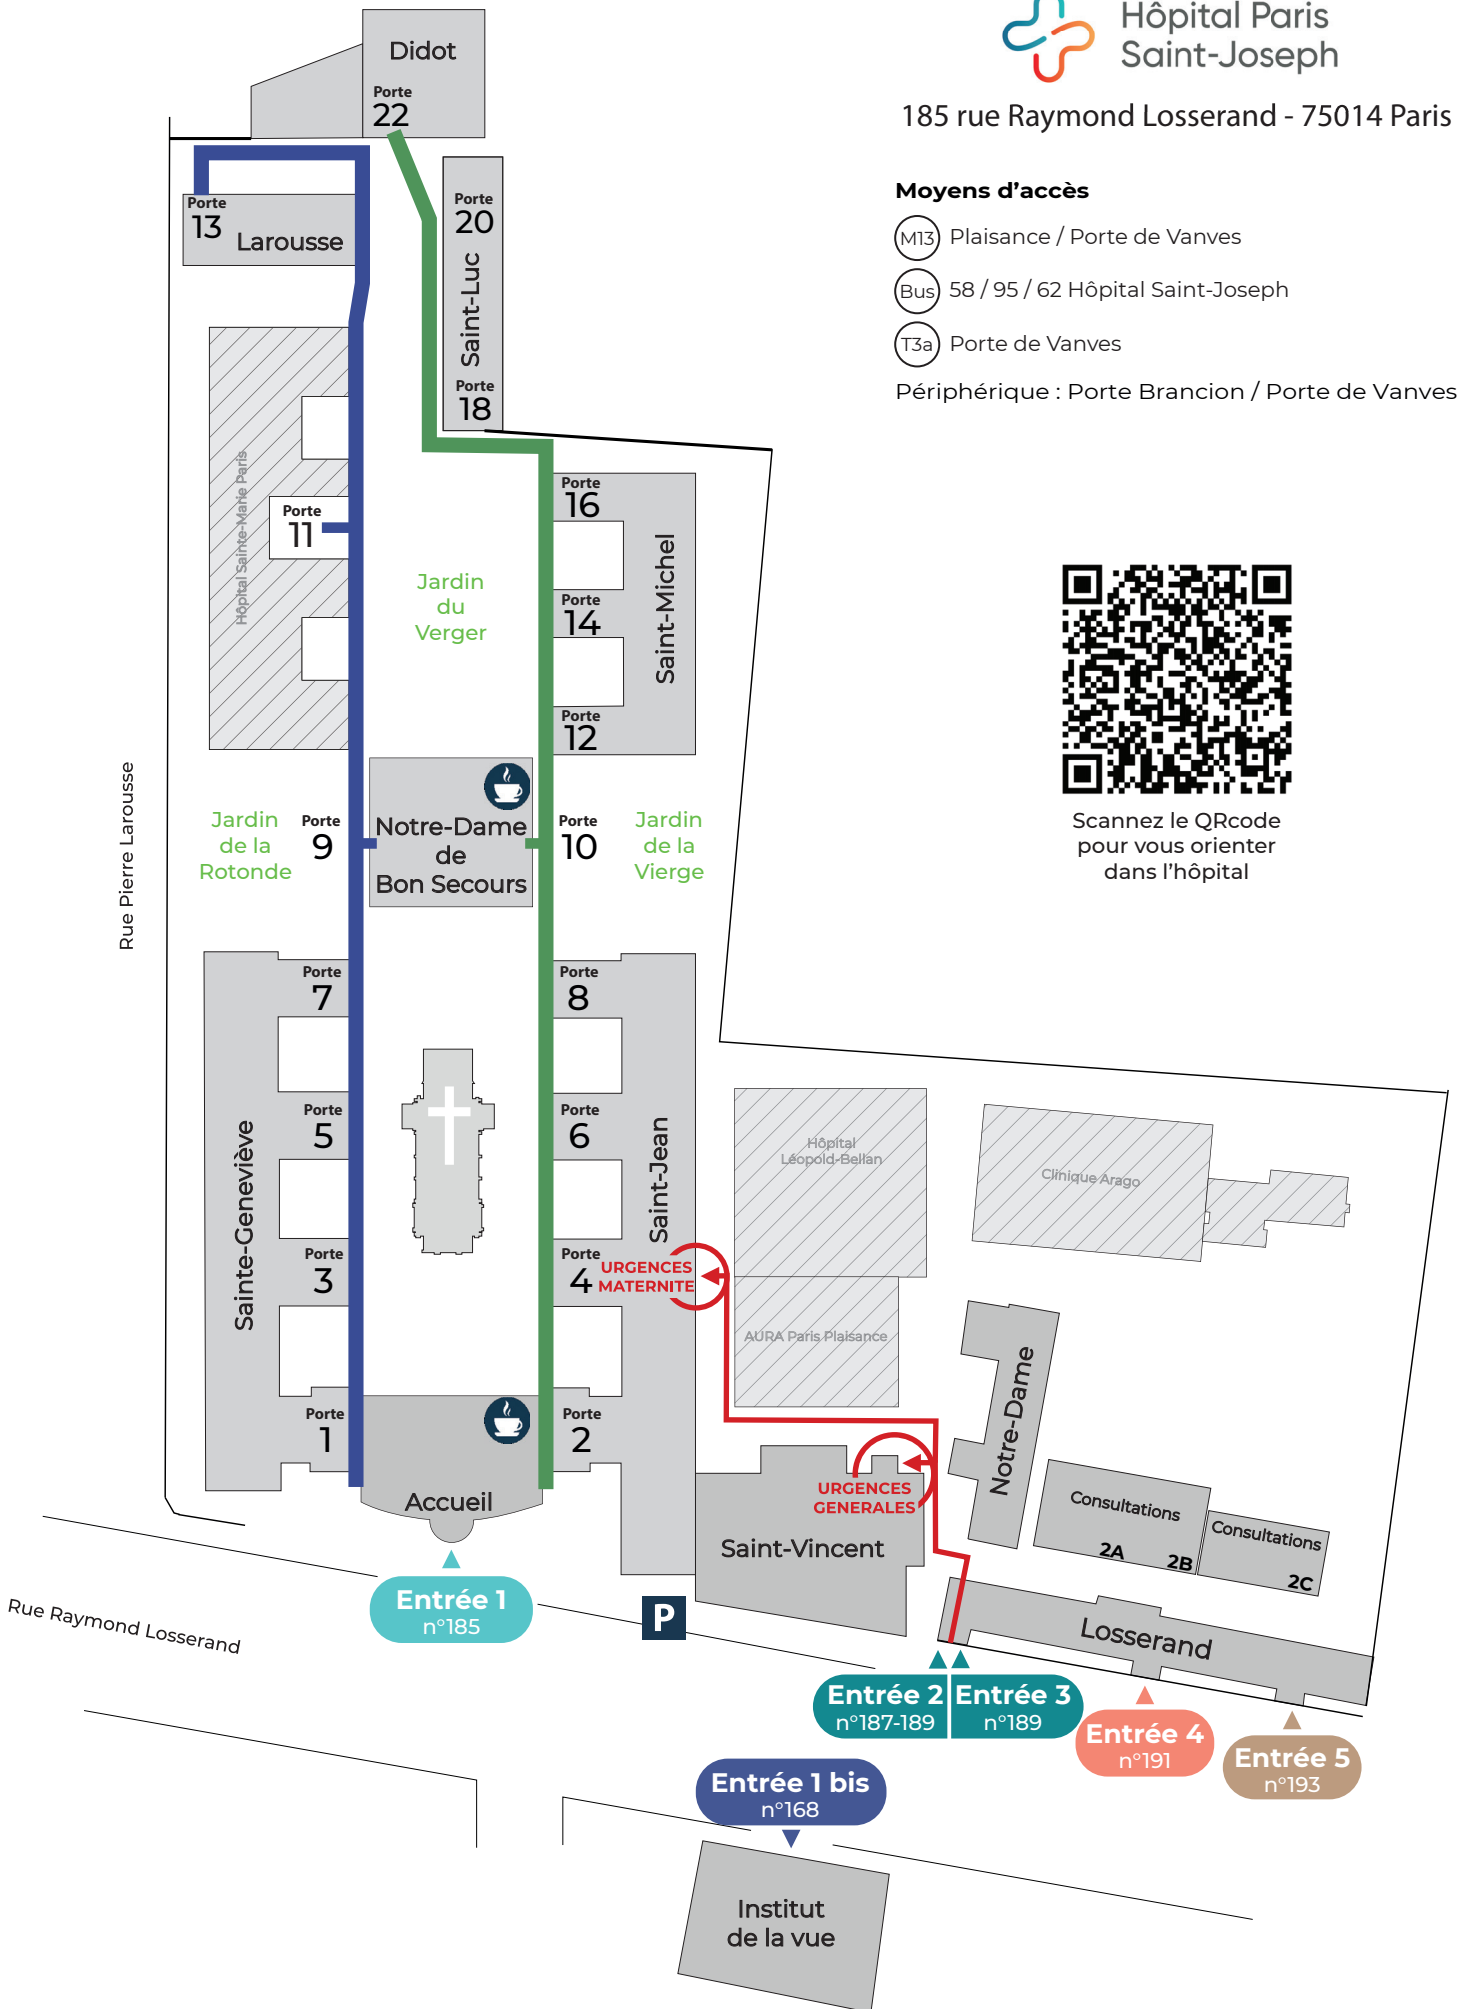 Hôpital Paris
Saint-Joseph
185 rue Raymond Losserand - 75014 Paris
Moyens d’accès
M13 Plaisance / Porte de Vanves
Bus 58 / 95 / 62 Hôpital Saint-Joseph
T3a Porte de Vanves
Périphérique : Porte Brancion / Porte de Vanves
Scannez le QRcode
pour vous orienter
dans l’hôpital
Didot
Porte
22
Porte
13
Larousse
Porte
20
Saint-Luc
Porte
18
Hôpital Sainte-Marie Paris
Porte
11
Jardin
du
Verger
Porte
16
Porte
14
Saint-Michel
Porte
12
Rue Pierre Larousse
Jardin
de la
Rotonde
Porte
9
Notre-Dame
de
Bon Secours
Porte
10
Jardin
de la
Vierge
Porte
7
Porte
8
Porte
5
Porte
6
Sainte-Geneviève
Saint-Jean
Porte
3
Porte
4
URGENCES
MATERNITE
Porte
1
Porte
2
Accueil
Hôpital
Léopold-Bellan
Clinique Arago
AURA Paris Plaisance
Notre-Dame
URGENCES
GENERALES
Saint-Vincent
Consultations
2A
2B
Consultations
2C
Losserand
Entrée 1
n°185
P
Rue Raymond Losserand
Entrée 2
n°187-189
Entrée 3
n°189
Entrée 4
n°191
Entrée 5
n°193
Entrée 1 bis
n°168
Institut
de la vue